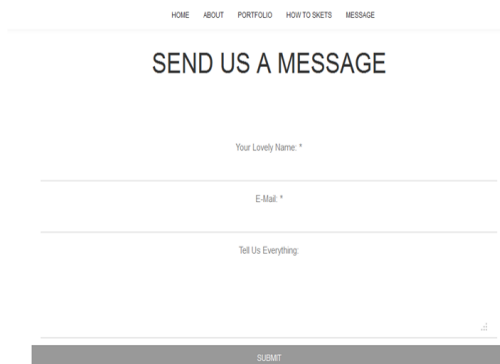 HOME ABOUT PORTFOLIO HOW TO SKETS MESSAGE
SEND US A MESSAGE
Your Lovely Name: *
E-Mail: *
Tell Us Everything:
SUBMIT